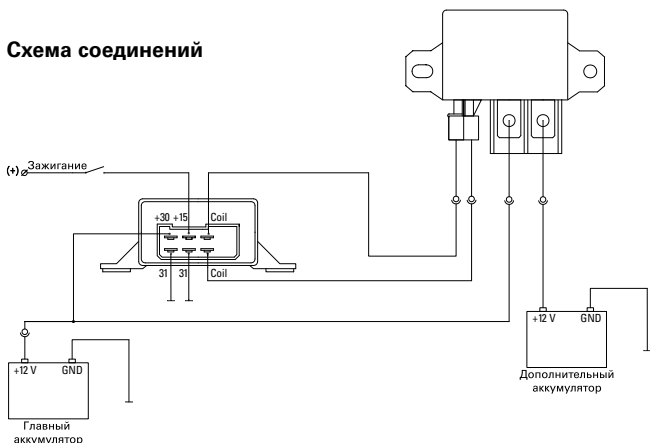 Схема соединений
(+) Зажигание
+30 +15 Coil
31 31 Coil
+12 V GND
Главный
аккумулятор
+12 V GND
Дополнительный
аккумулятор